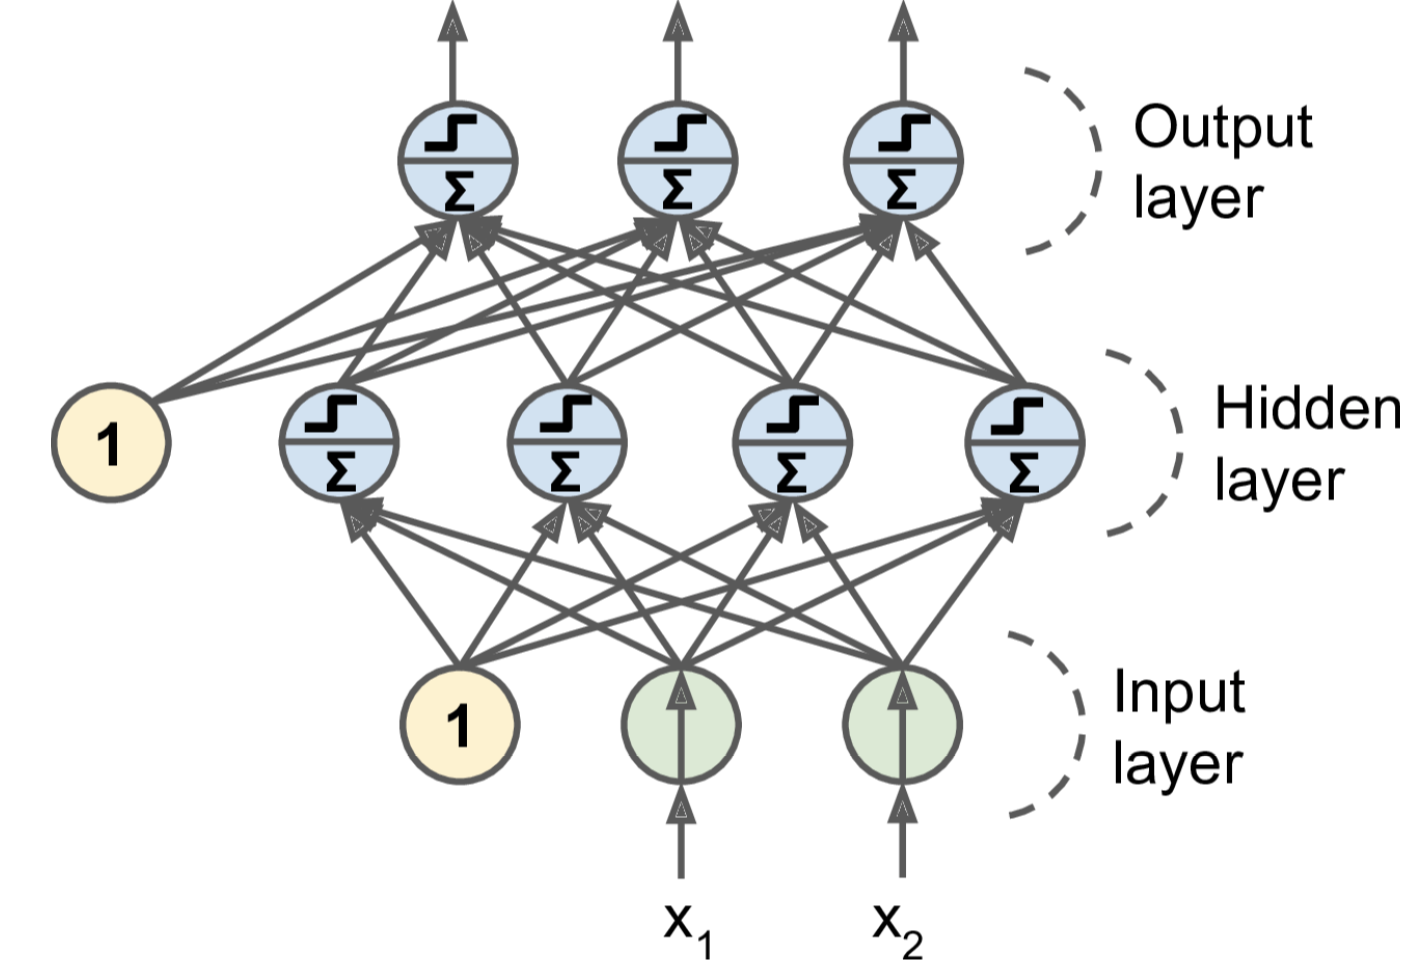 Output
layer
Σ Σ Σ
Hidden
layer
1
Σ Σ Σ Σ
Input
layer
1
x₁ x₂